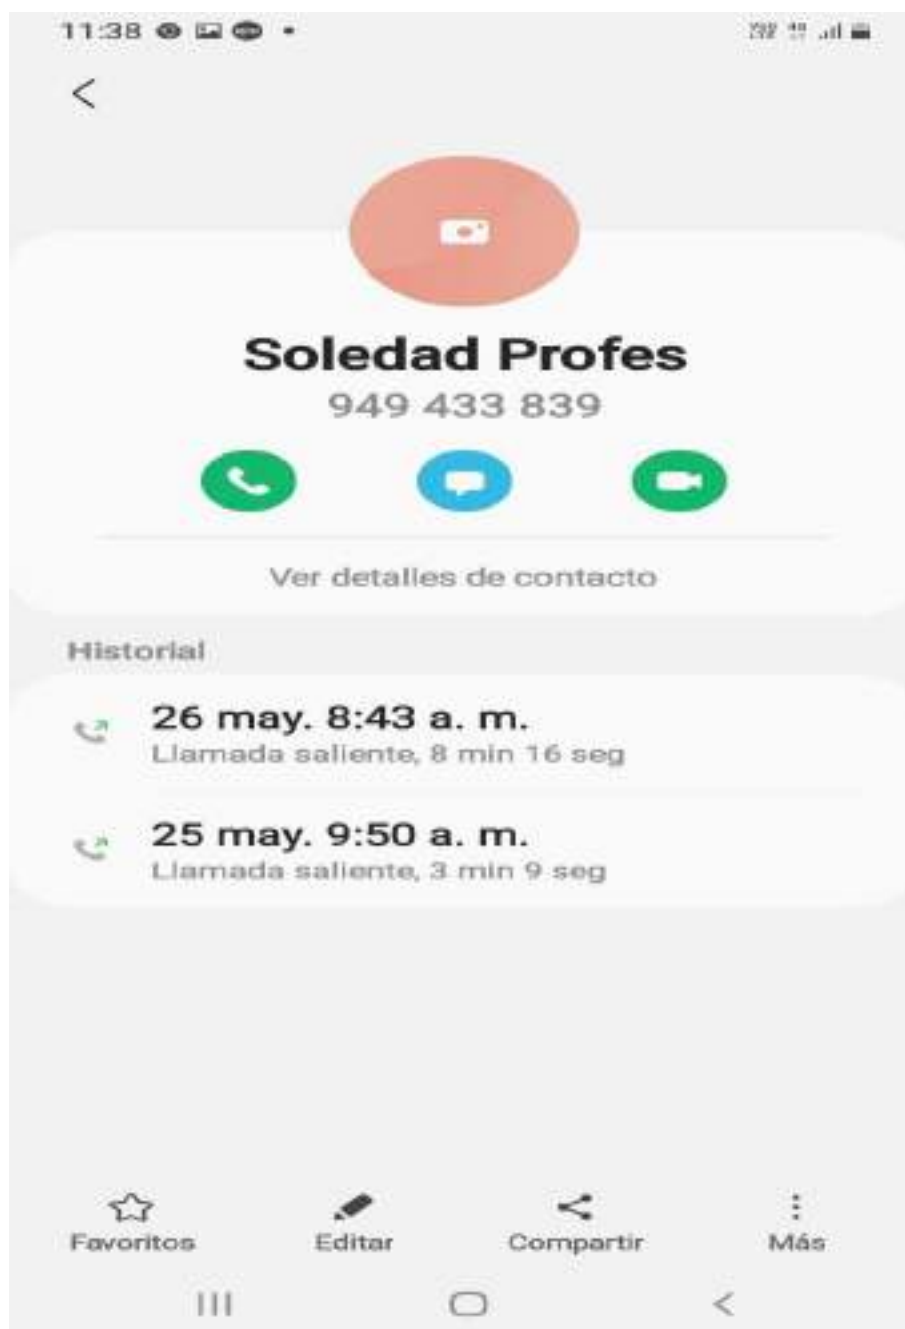 11:38
Soledad Profes
949 433 839
Ver detalles de contacto
Historial
26 may. 8:43 a. m.
Llamada saliente, 8 min 16 seg
25 may. 9:50 a. m.
Llamada saliente, 3 min 9 seg
Favoritos
Editar
Compartir
Más